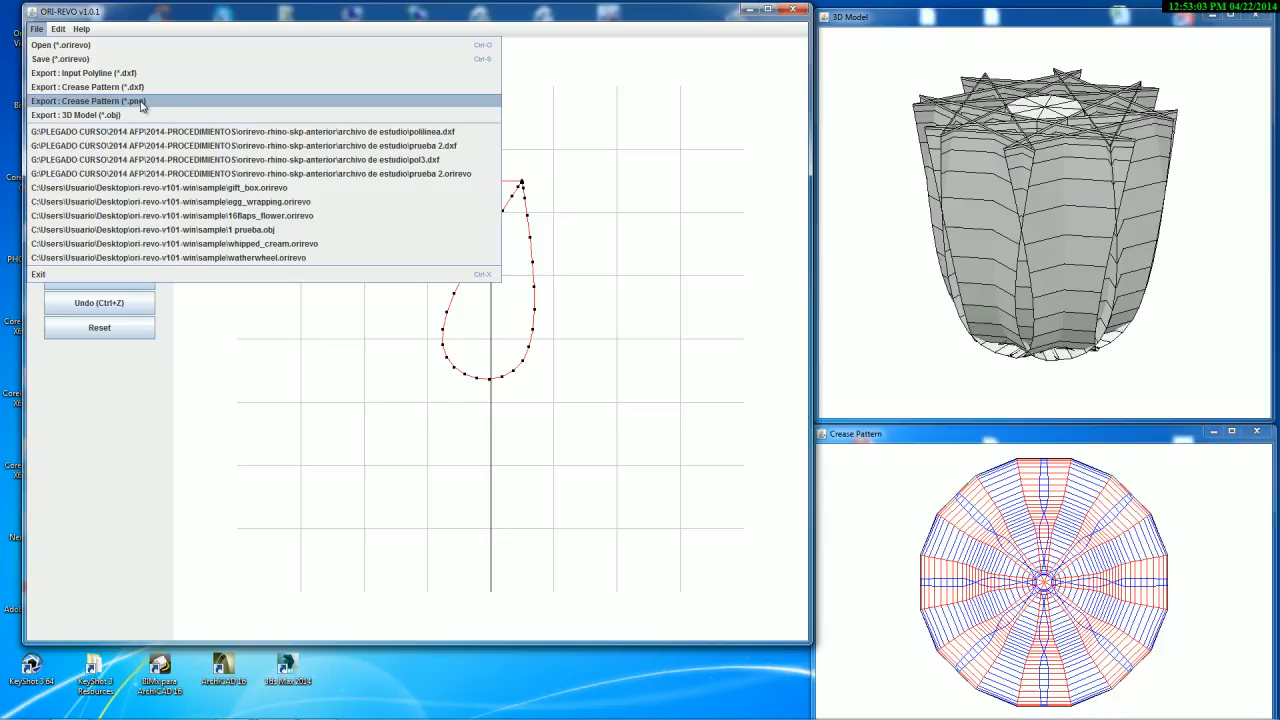 ORI-REVO v1.0.1
File Edit Help
Open (*.orirevo) Ctrl-O
Save (*.orirevo) Ctrl-S
Export : Input Polyline (*.dxf)
Export : Crease Pattern (*.dxf)
Export : Crease Pattern (*.png)
Export : 3D Model (*.obj)
G:\PLEGADO CURSO\2014 AFP\2014-PROCEDIMIENTOS\orirevo-rhino-skp-anterior\archivo de estudio\polilinea.dxf
G:\PLEGADO CURSO\2014 AFP\2014-PROCEDIMIENTOS\orirevo-rhino-skp-anterior\archivo de estudio\prueba 2.dxf
G:\PLEGADO CURSO\2014 AFP\2014-PROCEDIMIENTOS\orirevo-rhino-skp-anterior\archivo de estudio\pol3.dxf
G:\PLEGADO CURSO\2014 AFP\2014-PROCEDIMIENTOS\orirevo-rhino-skp-anterior\archivo de estudio\prueba 2.orirevo
C:\Users\Usuario\Desktop\ori-revo-v101-win\sample\gift_box.orirevo
C:\Users\Usuario\Desktop\ori-revo-v101-win\sample\egg_wrapping.orirevo
C:\Users\Usuario\Desktop\ori-revo-v101-win\sample\16flaps_flower.orirevo
C:\Users\Usuario\Desktop\ori-revo-v101-win\sample\1 prueba.obj
C:\Users\Usuario\Desktop\ori-revo-v101-win\sample\whipped_cream.orirevo
C:\Users\Usuario\Desktop\ori-revo-v101-win\sample\watherwheel.orirevo
Exit Ctrl-X
Undo (Ctrl+Z)
Reset
12:53:03 PM 04/22/2014
3D Model
Crease Pattern
KeyShot 3 64
KeyShot 3 Resources
BIMx para ArchiCAD 16
ArchiCAD 16
3ds Max 2014